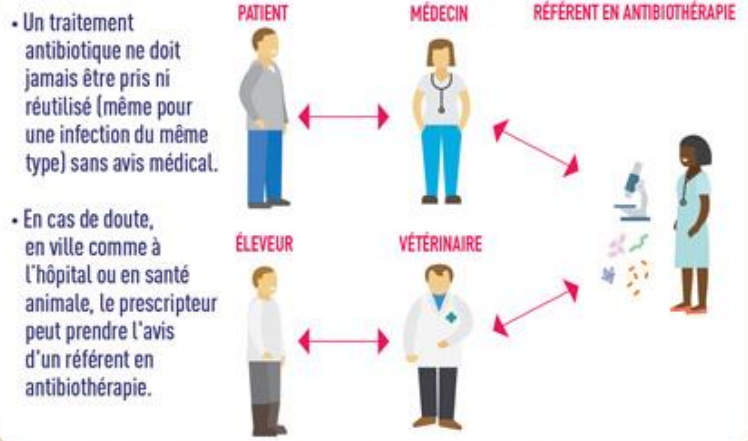 • Un traitement
antibiotique ne doit
jamais être pris ni
réutilisé (même pour
une infection du même
type) sans avis médical.
• En cas de doute,
en ville comme à
l'hôpital ou en santé
animale, le prescripteur
peut prendre l'avis
d'un référent en
antibiothérapie.
PATIENT
MÉDECIN
RÉFÉRENT EN ANTIBIOTHÉRAPIE
ÉLEVEUR
VÉTÉRINAIRE